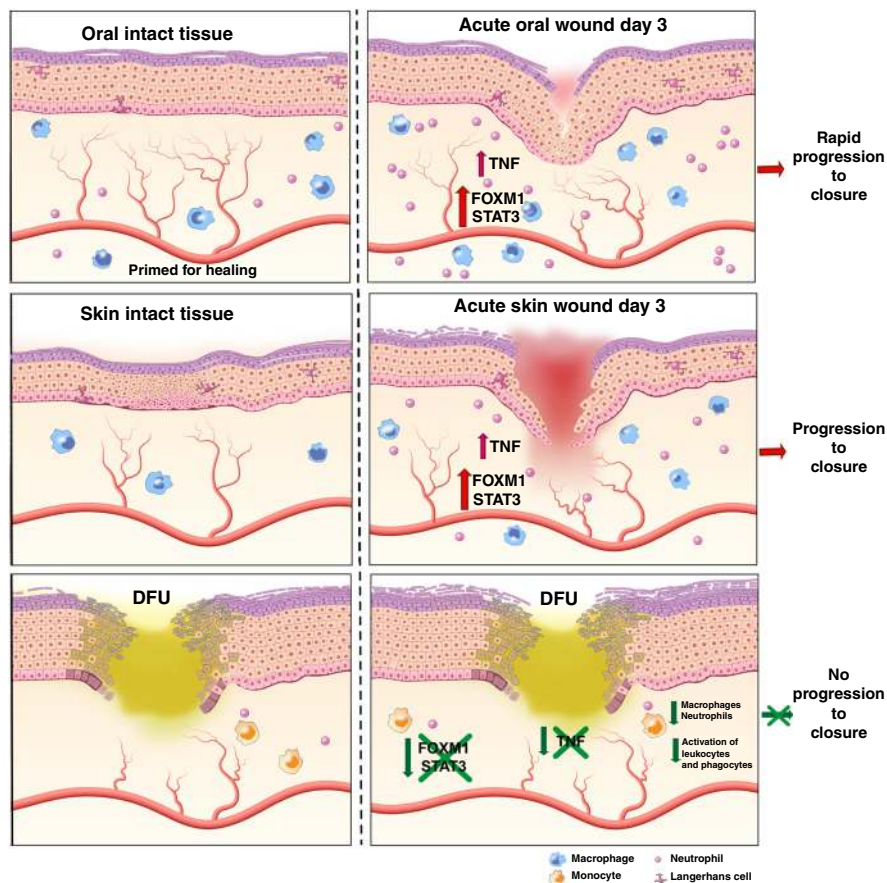 Oral intact tissue
Primed for healing
Acute oral wound day 3
TNF
FOXM1
STAT3
Rapid
progression
to
closure
Skin intact tissue
Acute skin wound day 3
TNF
FOXM1
STAT3
Progression
to
closure
DFU
DFU
FOXM1
STAT3
TNF
Macrophages
Neutrophils
Activation of
leukocytes
and phagocytes
No
progression
to
closure
Macrophage
Neutrophil
Monocyte
Langerhans cell